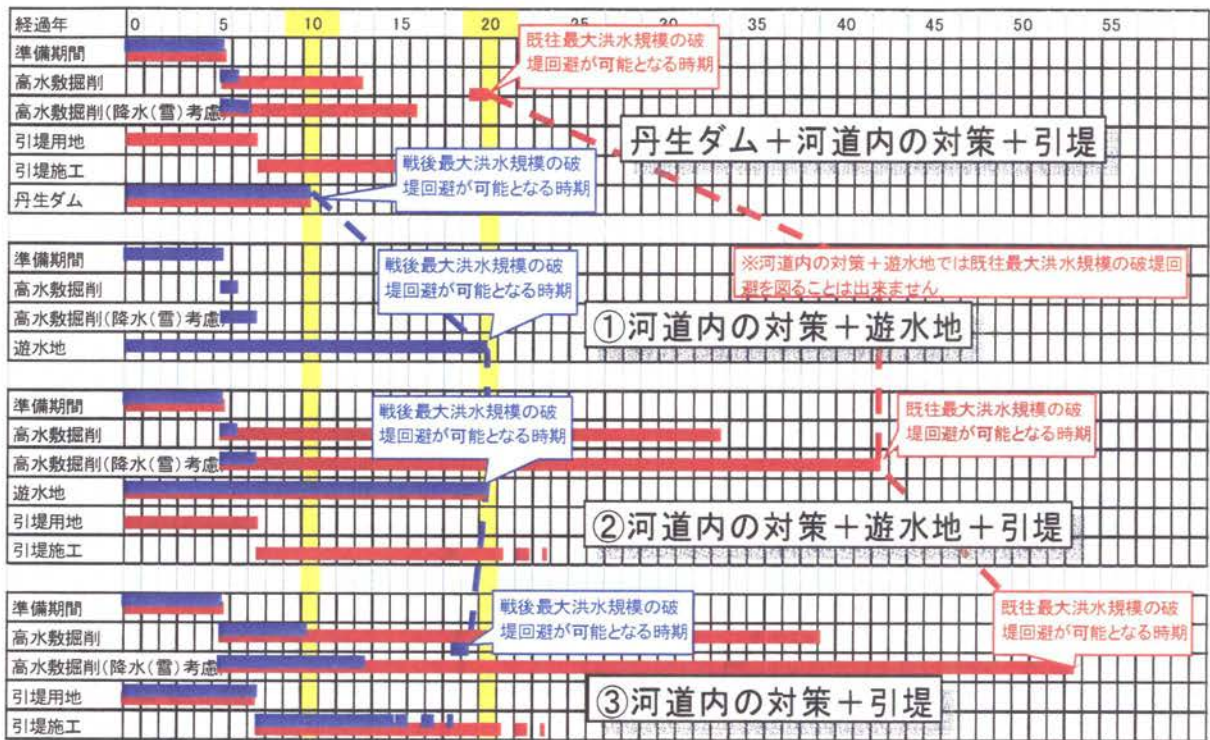 経過年 0 5 10 15 20 25 30 35 40 45 50 55
準備期間
高水敷掘削
高水敷掘削(降水(雪)考慮)
引堤用地
引堤施工
丹生ダム
既往最大洪水規模の破
堤回避が可能となる時期
丹生ダム+河道内の対策+引堤
戦後最大洪水規模の破
堤回避が可能となる時期
準備期間
高水敷掘削
高水敷掘削(降水(雪)考慮)
遊水地
戦後最大洪水規模の破
堤回避が可能となる時期
※河道内の対策+遊水地では既往最大洪水規模の破堤回
避を図ることは出来ません
①河道内の対策+遊水地
準備期間
高水敷掘削
高水敷掘削(降水(雪)考慮)
遊水地
引堤用地
引堤施工
戦後最大洪水規模の破
堤回避が可能となる時期
既往最大洪水規模の破
堤回避が可能となる時期
②河道内の対策+遊水地+引堤
準備期間
高水敷掘削
高水敷掘削(降水(雪)考慮)
引堤用地
引堤施工
戦後最大洪水規模の破
堤回避が可能となる時期
既往最大洪水規模の破
堤回避が可能となる時期
③河道内の対策+引堤